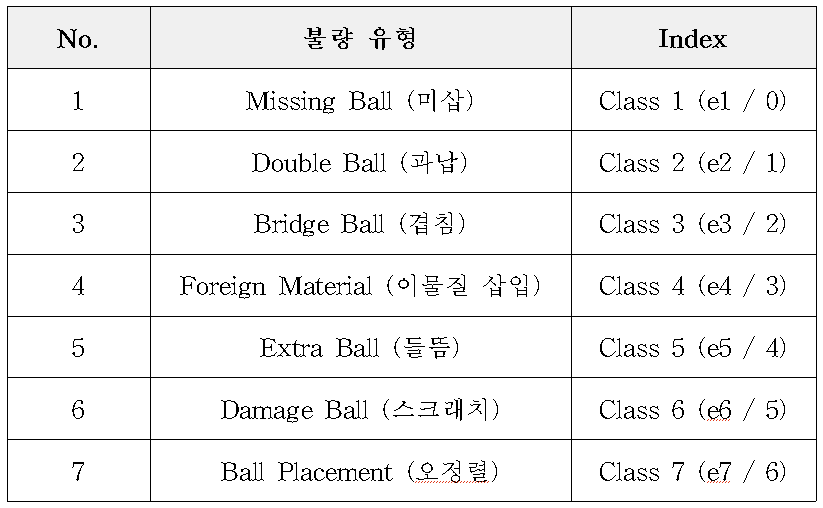 No. 불량 유형 Index
1 Missing Ball (미삽) Class 1 (e1 / 0)
2 Double Ball (과납) Class 2 (e2 / 1)
3 Bridge Ball (겹침) Class 3 (e3 / 2)
4 Foreign Material (이물질 삽입) Class 4 (e4 / 3)
5 Extra Ball (들뜸) Class 5 (e5 / 4)
6 Damage Ball (스크래치) Class 6 (e6 / 5)
7 Ball Placement (오정렬) Class 7 (e7 / 6)